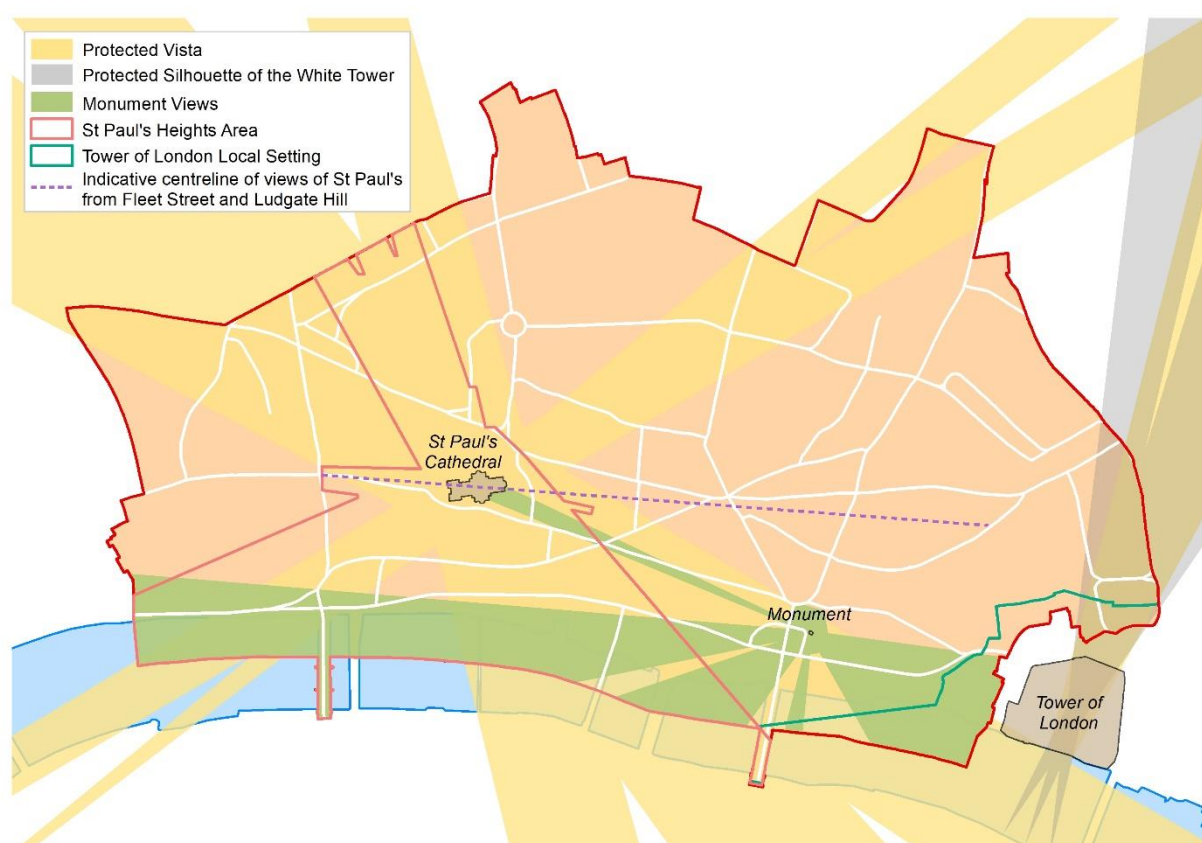 Protected Vista
Protected Silhouette of the White Tower
Monument Views
St Paul's Heights Area
Tower of London Local Setting
Indicative centreline of views of St Paul's
from Fleet Street and Ludgate Hill
St Paul's
Cathedral
Monument
Tower of
London